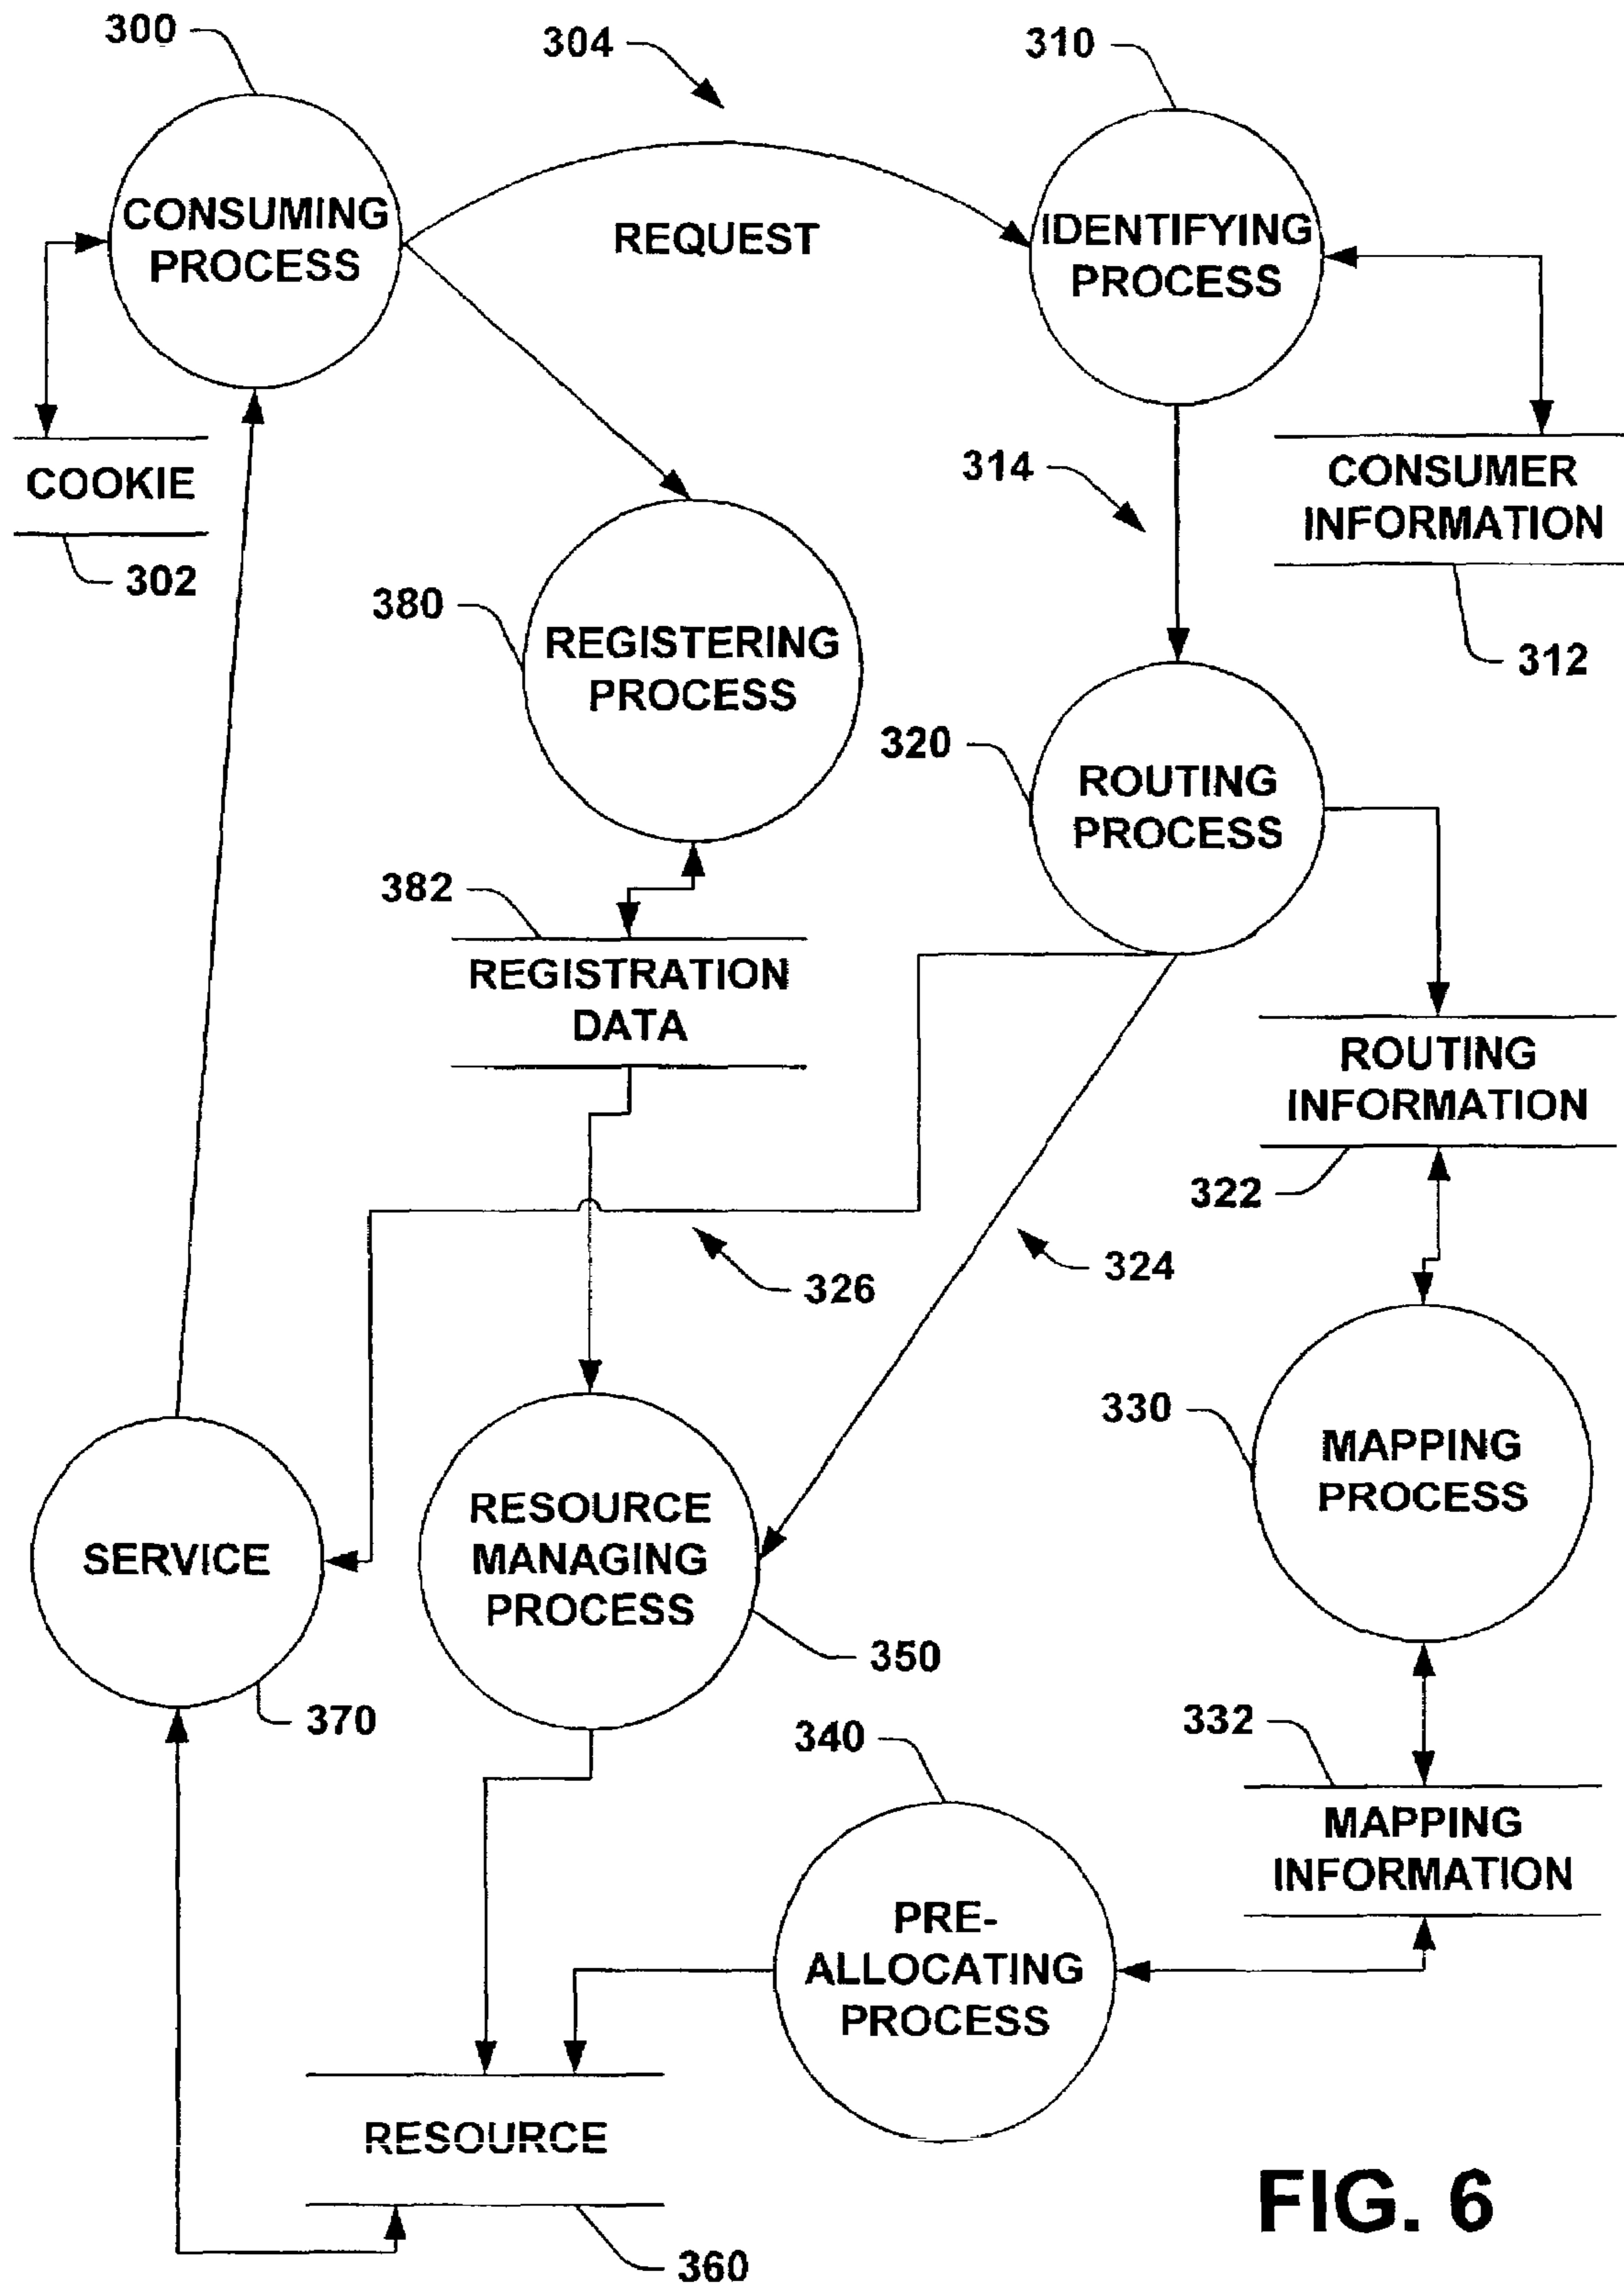 300
304
310
CONSUMING
PROCESS
REQUEST
IDENTIFYING
PROCESS
COOKIE
302
314
CONSUMER
INFORMATION
312
380
REGISTERING
PROCESS
320
ROUTING
PROCESS
382
REGISTRATION
DATA
ROUTING
INFORMATION
322
326
324
330
MAPPING
PROCESS
SERVICE
370
RESOURCE
MANAGING
PROCESS
350
340
332
MAPPING
INFORMATION
PRE-
ALLOCATING
PROCESS
RESOURCE
360
FIG. 6